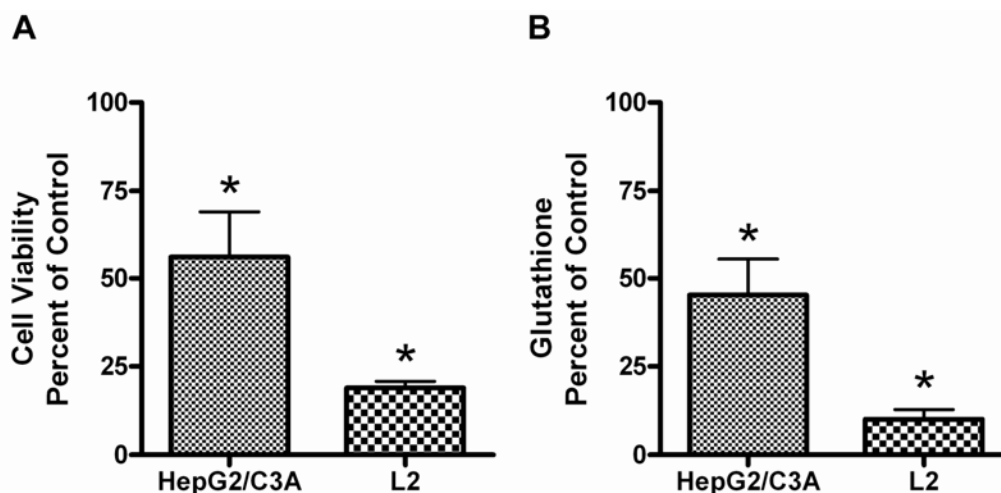 A
Cell Viability
Percent of Control
100
75
50
25
0
*
*
HepG2/C3A
L2
B
Glutathione
Percent of Control
100
75
50
25
0
*
*
HepG2/C3A
L2